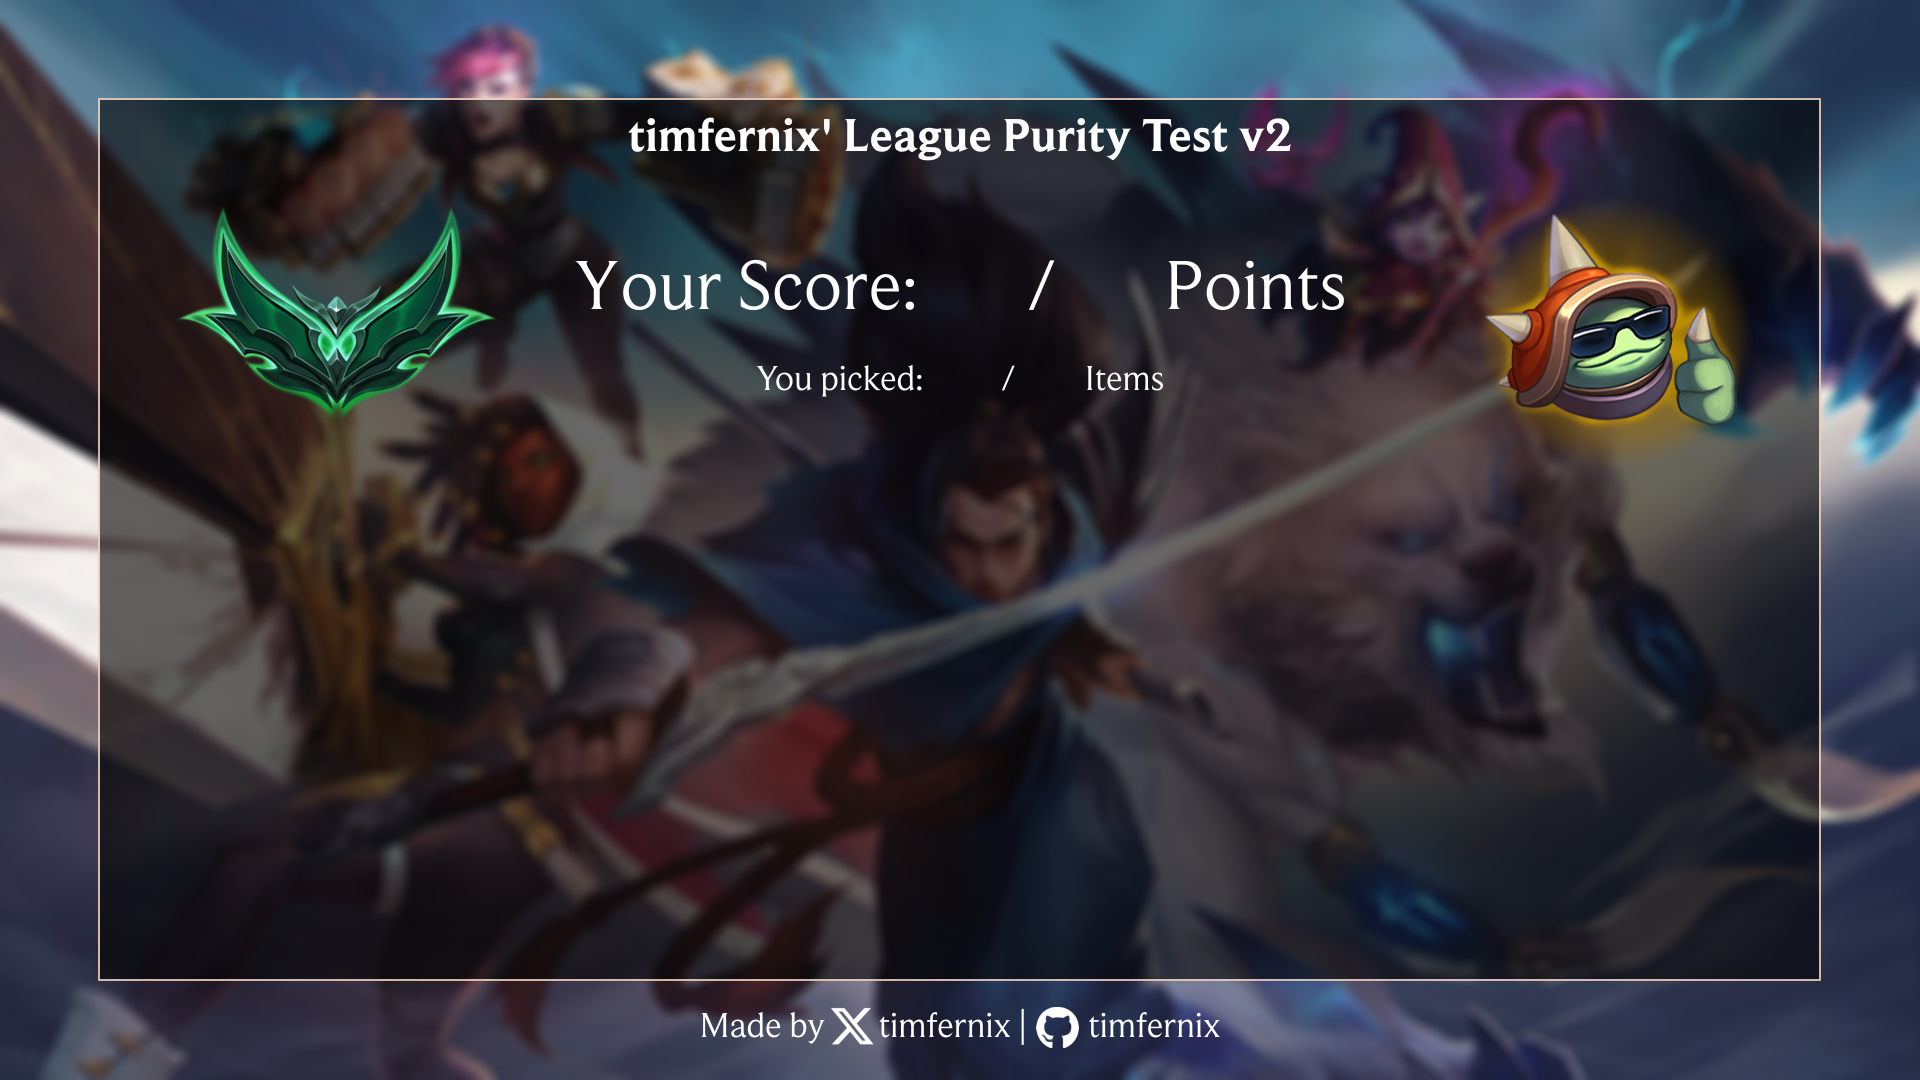 timfernix' League Purity Test v2
Your Score: / Points
You picked: / Items
Made by timfernix | timfernix